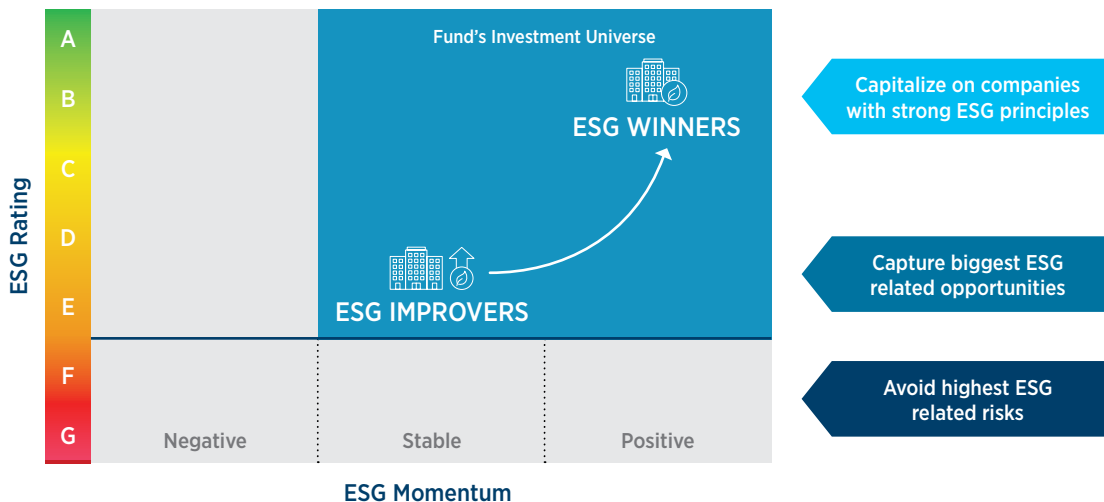 ESG Rating
A
B
C
D
E
F
G
Fund's Investment Universe
ESG WINNERS
ESG IMPROVERS
Negative
Stable
Positive
ESG Momentum
Capitalize on companies
with strong ESG principles
Capture biggest ESG
related opportunities
Avoid highest ESG
related risks